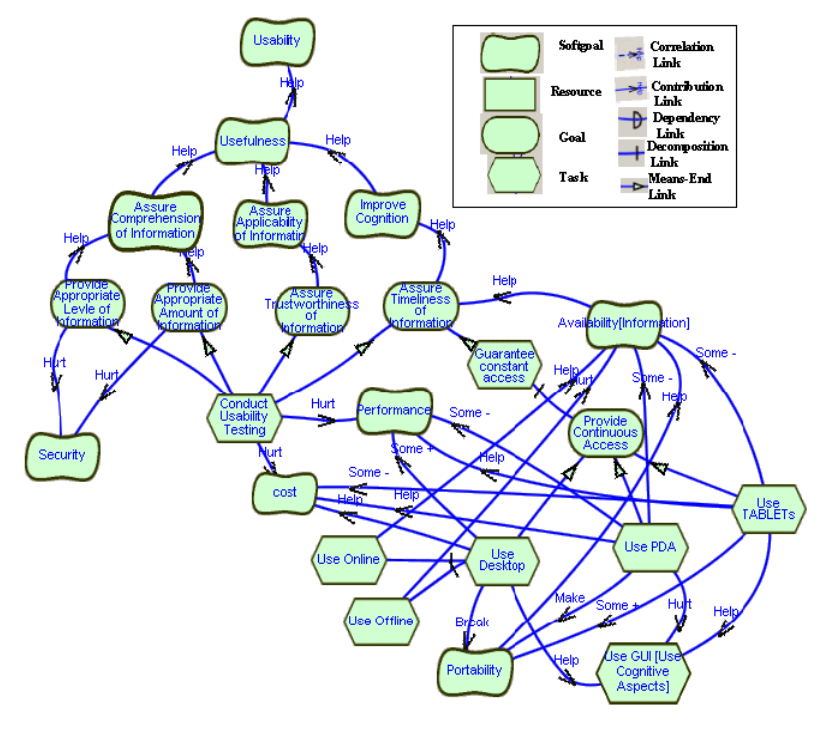 Usability
Help
Usefulness
Help
Help
Help
Assure
Comprehension
of Information
Assure
Applicability
of Informatin
Improve
Cognition
Help
Help
Help
Help
Provide
Appropriate
Levle of
Information
Provide
Appropriate
Amount of
Information
Assure
Trustworthiness
of
Information
Assure
Timeliness
of
Information
Help
Availability[Information]
Guarantee
constant
access
Hurt
Hurt
Help
Hurt
Some -
Some -
Help
Conduct
Usability
Testing
Hurt
Performance
Some -
Provide
Continuous
Access
Security
Hurt
Some +
Help
Some -
cost
Help
Help
Use
TABLETs
Use Online
Use
Desktop
Use PDA
Use Offline
Break
Make
Some +
Hurt
Help
Portability
Help
Use GUI [Use
Cognitive
Aspects]
Softgoal
Resource
Goal
Task
Correlation
Link
Contribution
Link
Dependency
Link
Decomposition
Link
Means-End
Link